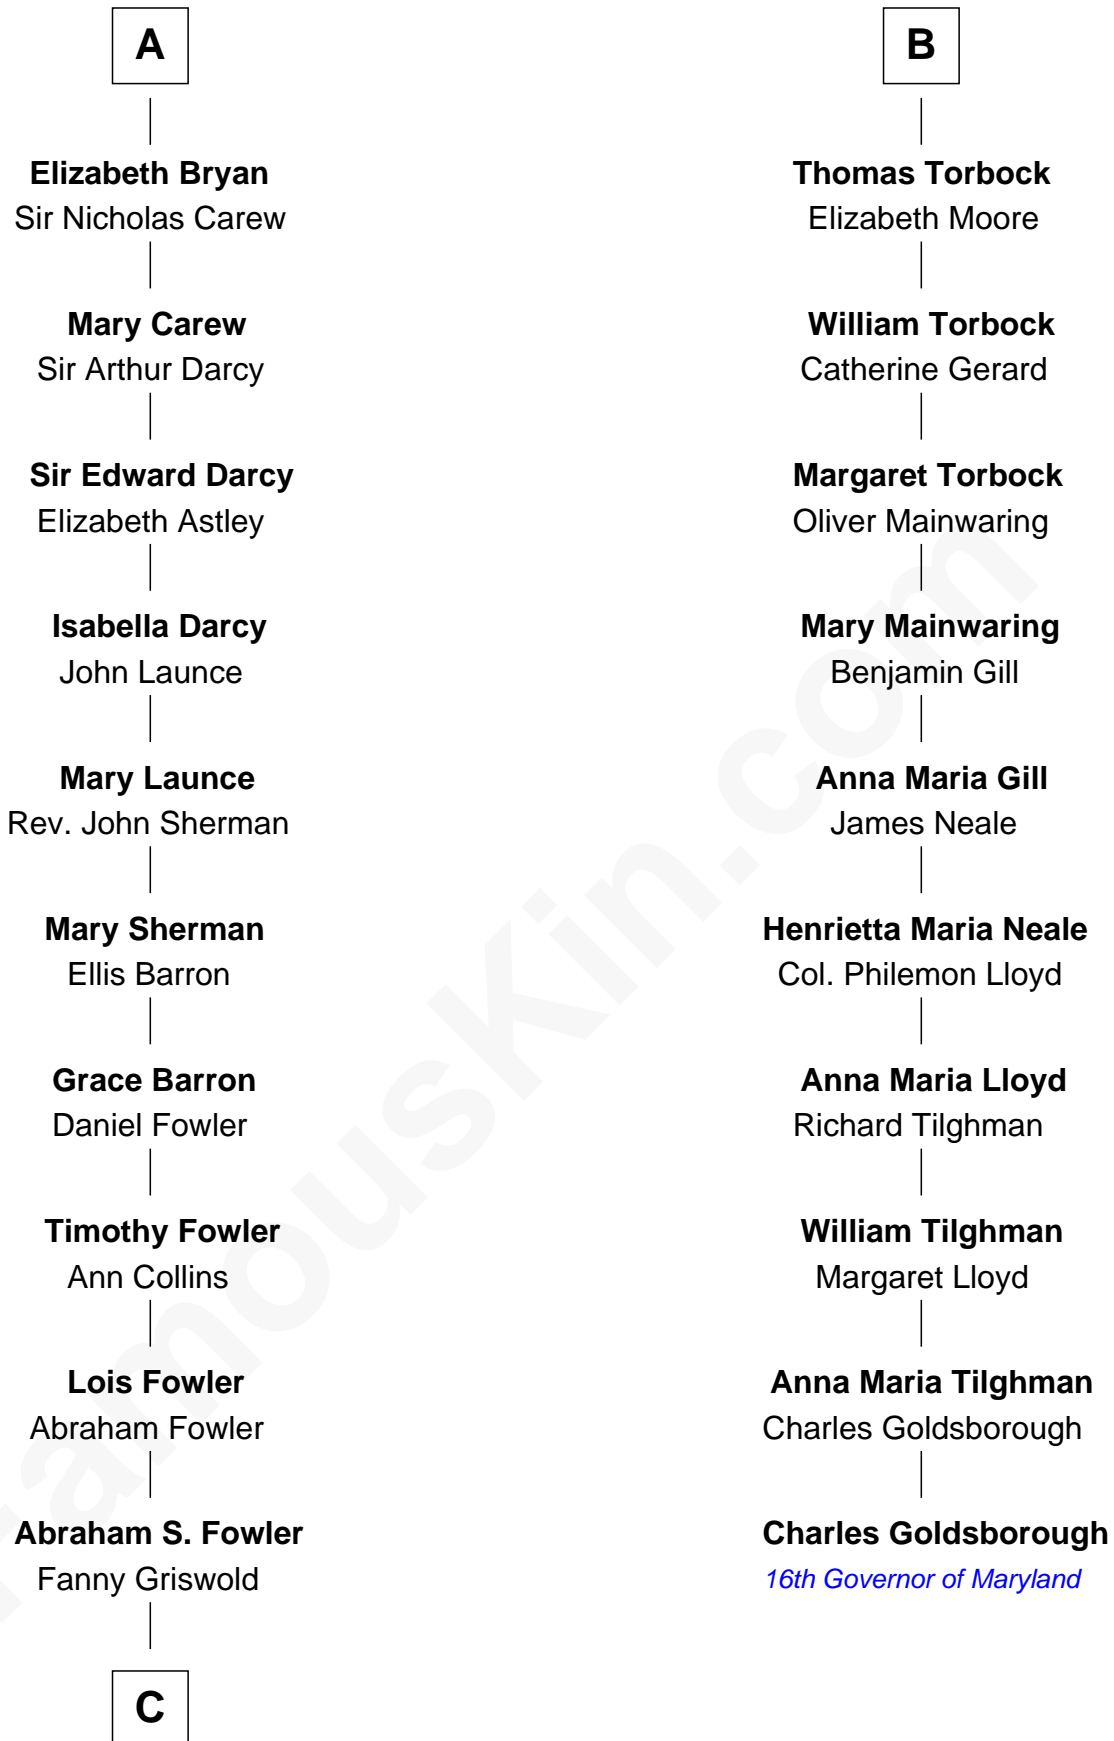 A
Elizabeth Bryan
Sir Nicholas Carew
Mary Carew
Sir Arthur Darcy
Sir Edward Darcy
Elizabeth Astley
Isabella Darcy
John Launce
Mary Launce
Rev. John Sherman
Mary Sherman
Ellis Barron
Grace Barron
Daniel Fowler
Timothy Fowler
Ann Collins
Lois Fowler
Abraham Fowler
Abraham S. Fowler
Fanny Griswold
C
B
Thomas Torbock
Elizabeth Moore
William Torbock
Catherine Gerard
Margaret Torbock
Oliver Mainwaring
Mary Mainwaring
Benjamin Gill
Anna Maria Gill
James Neale
Henrietta Maria Neale
Col. Philemon Lloyd
Anna Maria Lloyd
Richard Tilghman
William Tilghman
Margaret Lloyd
Anna Maria Tilghman
Charles Goldsborough
Charles Goldsborough
16th Governor of Maryland
FamousKin.com